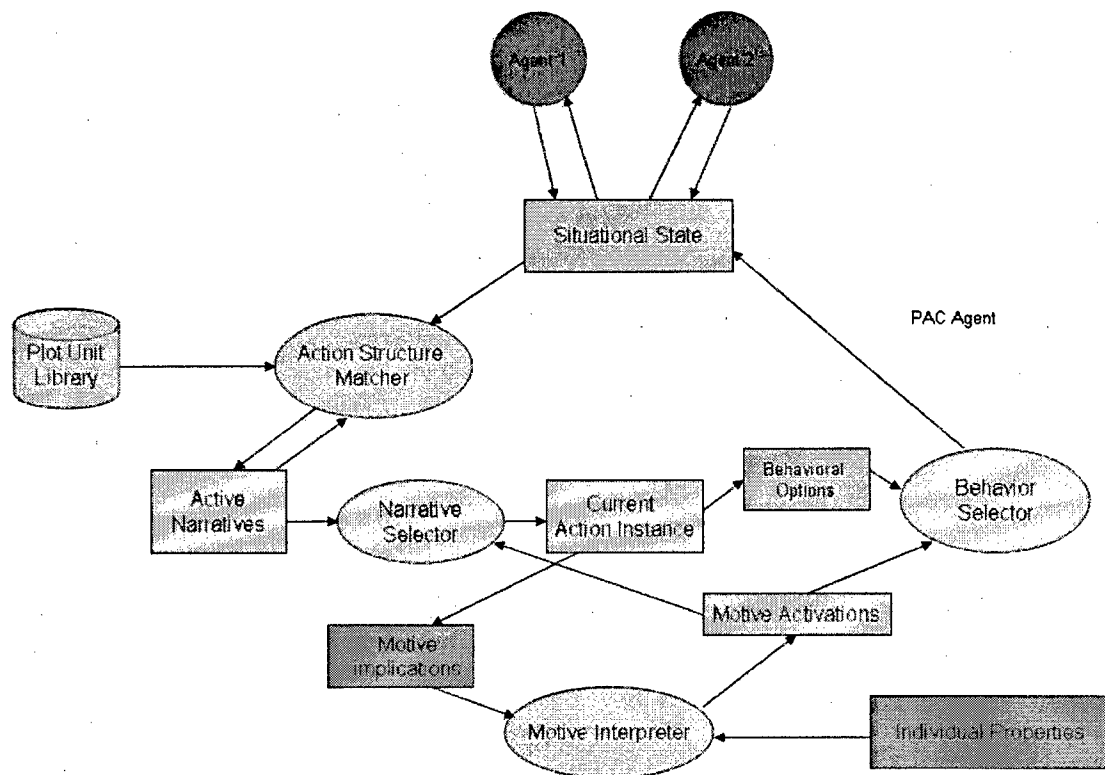 Agent 1
Agent 2
Situational State
PAC Agent
Plot Unit
Library
Action Structure
Matcher
Active
Narratives
Narrative
Selector
Current
Action Instance
Behavioral
Options
Behavior
Selector
Motive Activations
Motive
implications
Motive Interpreter
Individual Properties